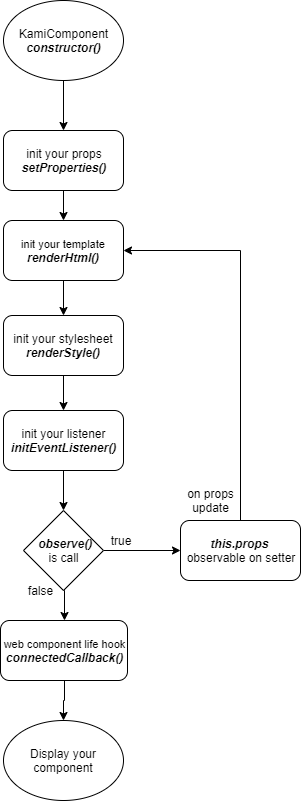 KamiComponent
constructor()
init your props
setProperties()
init your template
renderHtml()
init your stylesheet
renderStyle()
init your listener
initEventListener()
on props
update
observe()
is call
true
this.props
observable on setter
false
web component life hook
connectedCallback()
Display your
component